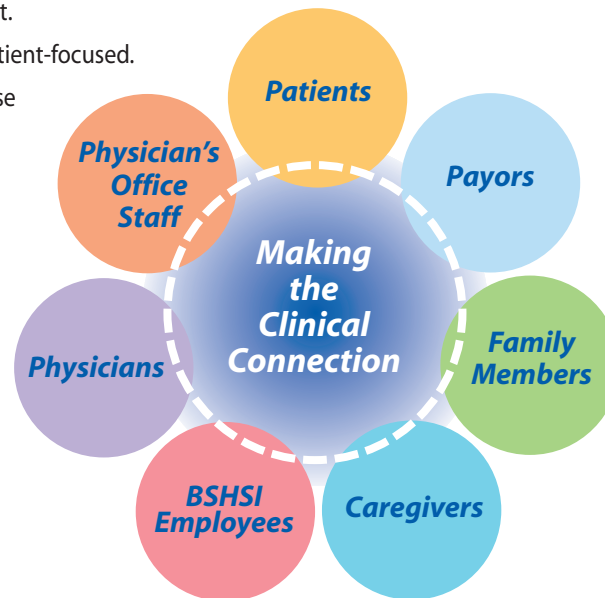 t.
tient-focused.
se
Patients
Physician's
Office
Staff
Payors
Making
the
Clinical
Connection
Family
Members
Physicians
BSHSI
Employees
Caregivers